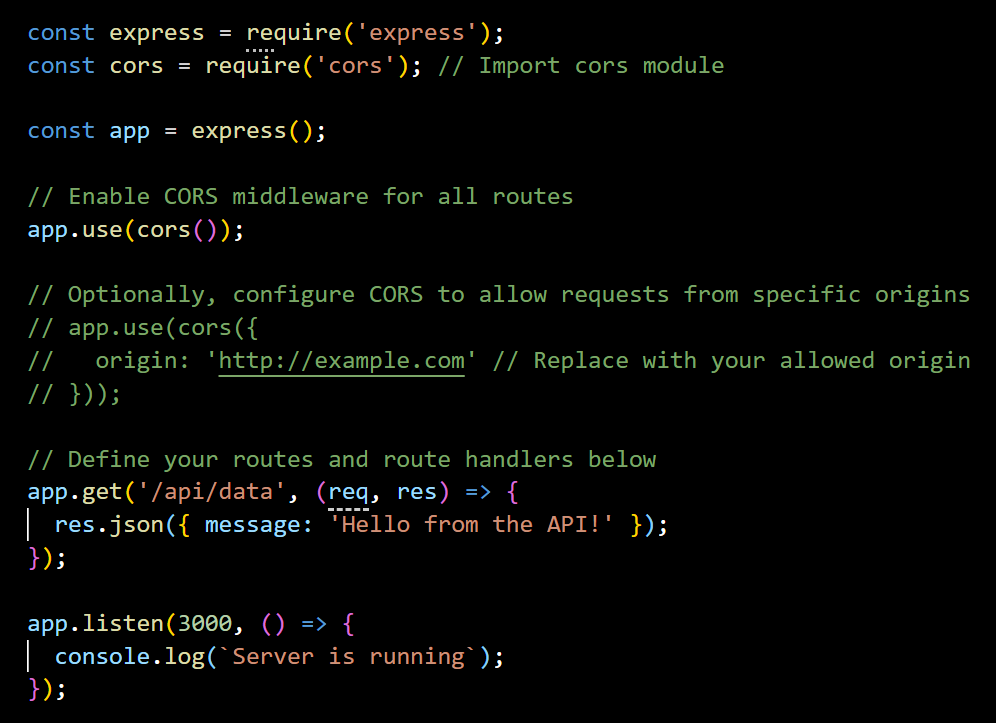 const express = require('express');
const cors = require('cors'); // Import cors module
const app = express();
// Enable CORS middleware for all routes
app.use(cors());
// Optionally, configure CORS to allow requests from specific origins
// app.use(cors({
//   origin: 'http://example.com' // Replace with your allowed origin
// }));
// Define your routes and route handlers below
app.get('/api/data', (req, res) => {
  res.json({ message: 'Hello from the API!' });
});
app.listen(3000, () => {
  console.log(`Server is running`);
});